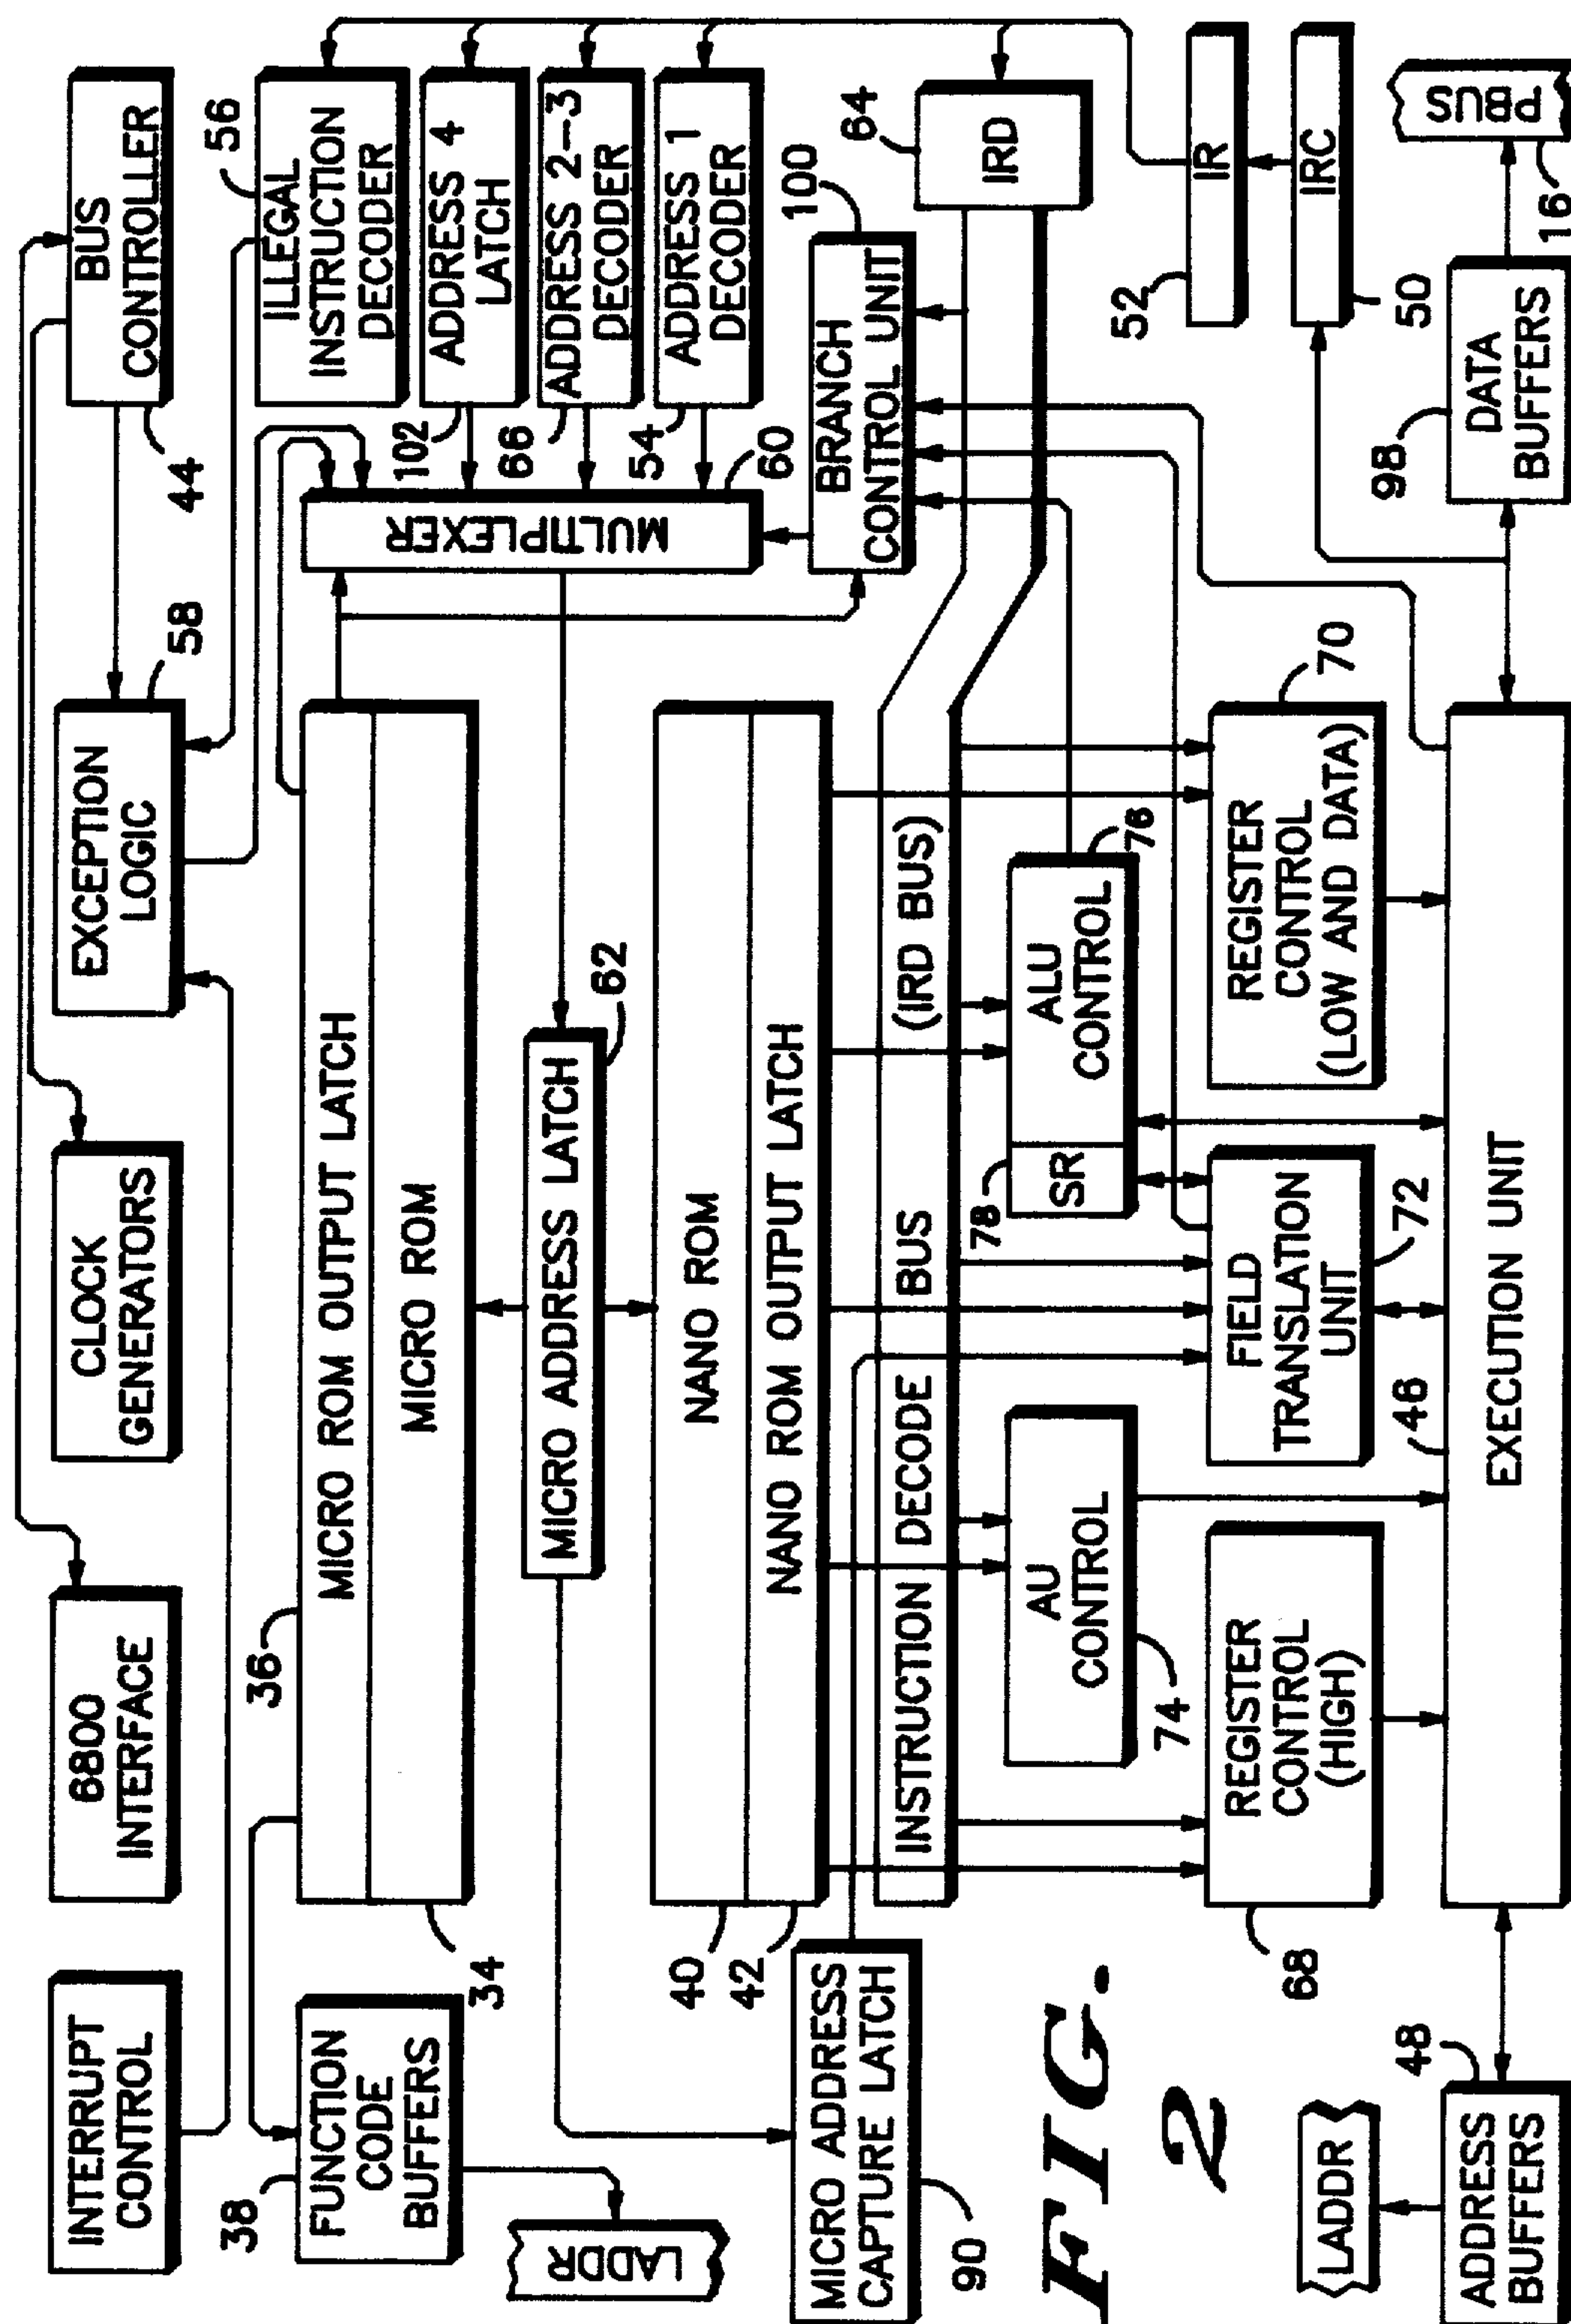 INTERRUPT
CONTROL
6800
INTERFACE
CLOCK
GENERATORS
EXCEPTION
LOGIC
58
BUS
CONTROLLER
44
38
FUNCTION
CODE
BUFFERS
LADDR
36
MICRO ROM OUTPUT LATCH
MICRO ROM
34
MULTIPLEXER
60
56
ILLEGAL
INSTRUCTION
DECODER
102
ADDRESS 4
LATCH
66
ADDRESS 2-3
DECODER
54
ADDRESS 1
DECODER
MICRO ADDRESS LATCH
62
40
NANO ROM
42
NANO ROM OUTPUT LATCH
BRANCH
CONTROL UNIT
100
64
IRD
MICRO ADDRESS
CAPTURE LATCH
90
INSTRUCTION DECODE BUS (IRD BUS)
AU
CONTROL
74
78
SR
ALU
CONTROL
76
52
IR
IRC
50
REGISTER
CONTROL
(HIGH)
68
FIELD
TRANSLATION
UNIT
72
REGISTER
CONTROL
(LOW AND DATA)
70
46
EXECUTION UNIT
LADDR
48
ADDRESS
BUFFERS
98
DATA
BUFFERS
PBUS
16
FIG.
2